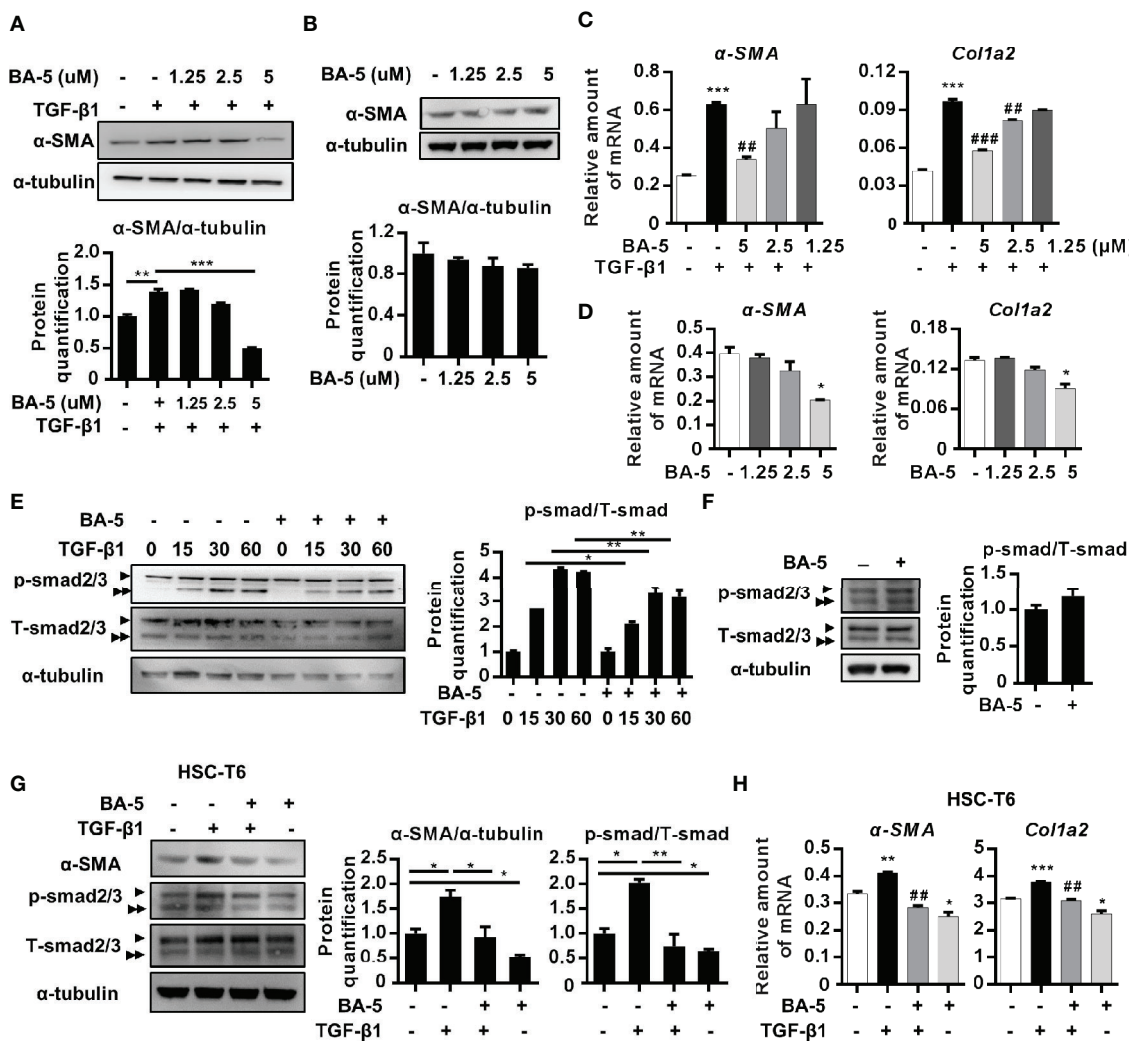 A
BA-5 (uM) - - 1.25 2.5 5
TGF-β1 - + + + +
α-SMA
α-tubulin
α-SMA/α-tubulin
Protein quantification
1.5
1.0
0.5
0.0
** ***
BA-5 (uM) - + 1.25 2.5 5
TGF-β1 - + + + +
B
BA-5 (uM) - 1.25 2.5 5
α-SMA
α-tubulin
α-SMA/α-tubulin
Protein quantification
1.2
0.9
0.6
0.3
0.0
BA-5 (uM) - 1.25 2.5 5
C
α-SMA
Relative amount of mRNA
0.8
0.6
0.4
0.2
0
*** ##
BA-5 - - 5 2.5 1.25
TGF-β1 - + + + +
Col1a2
0.12
0.09
0.06
0.03
0
*** ### ##
- - 5 2.5 1.25 (μM)
- + + + +
D
α-SMA
Relative amount of mRNA
0.4
0.3
0.2
0.1
0
*
BA-5 - 1.25 2.5 5
Col1a2
Relative amount of mRNA
0.18
0.12
0.06
0.00
*
BA-5 - 1.25 2.5 5
E
BA-5 - - - - + + + +
TGF-β1 0 15 30 60 0 15 30 60
p-smad2/3
T-smad2/3
α-tubulin
p-smad/T-smad
Protein quantification
5
4
3
2
1
0
**
**
*
BA-5 - - - - + + + +
TGF-β1 0 15 30 60 0 15 30 60
F
BA-5 – +
p-smad2/3
T-smad2/3
α-tubulin
p-smad/T-smad
Protein quantification
1.5
1.0
0.5
0.0
BA-5 - +
G
HSC-T6
BA-5 - - + +
TGF-β1 - + + -
α-SMA
p-smad2/3
T-smad2/3
α-tubulin
α-SMA/α-tubulin
Protein quantification
2.5
2.0
1.5
1.0
0.5
0.0
* * *
BA-5 - - + +
TGF-β1 - + + -
p-smad/T-smad
2.5
2.0
1.5
1.0
0.5
0.0
* ** *
- - + +
- + + -
H
HSC-T6
α-SMA
Relative amount of mRNA
0.5
0.4
0.3
0.2
0.1
0
** ## *
BA-5 - - + +
TGF-β1 - + + -
Col1a2
5
4
3
2
1
0
*** ## *
- - + +
- + + -